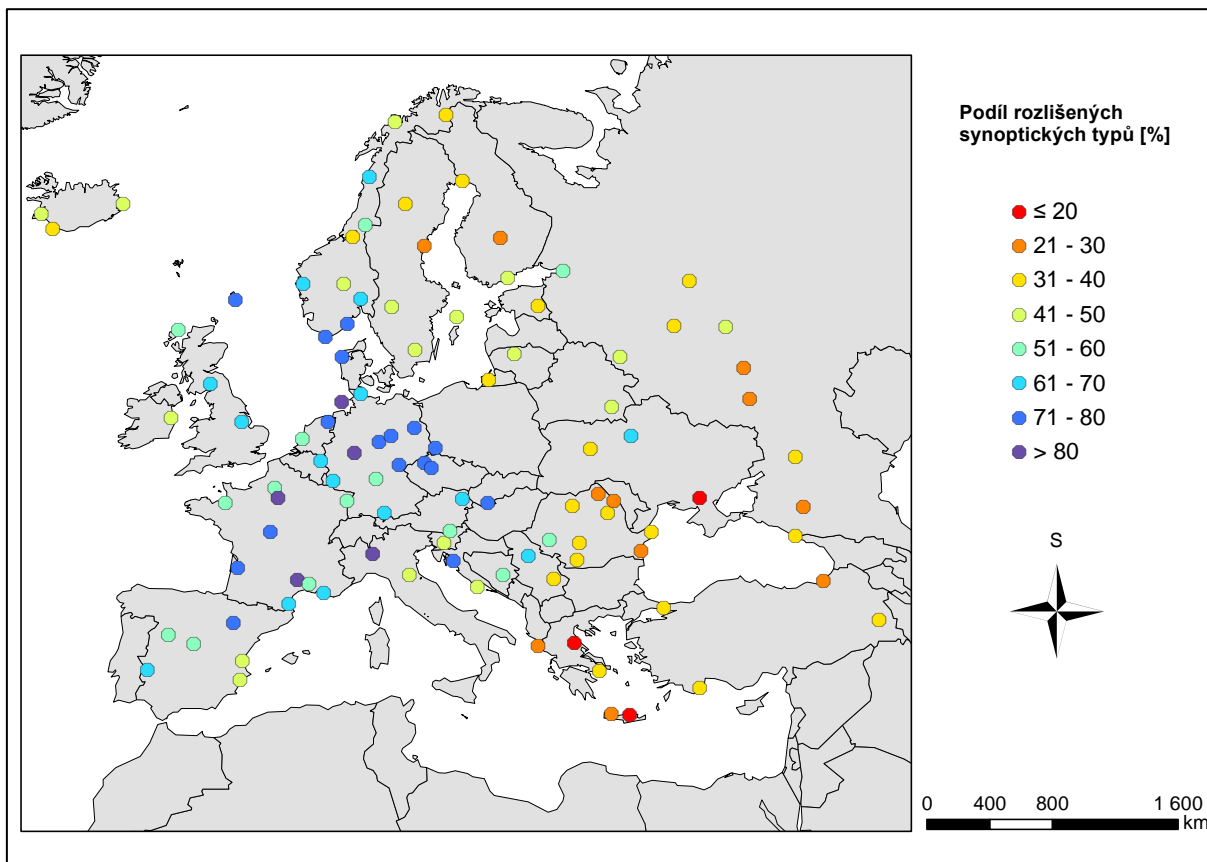 Podíl rozlišených
synoptických typů [%]
≤ 20
21 - 30
31 - 40
41 - 50
51 - 60
61 - 70
71 - 80
> 80
S
0 400 800 1 600
km